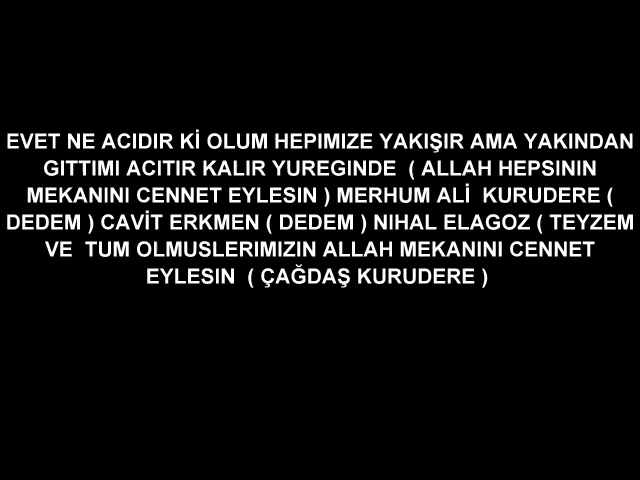 EVET NE ACIDIR Kİ OLUM HEPIMIZE YAKIŞIR AMA YAKINDAN
GITTIMI ACITIR KALIR YUREGINDE ( ALLAH HEPSININ
MEKANINI CENNET EYLESIN ) MERHUM ALİ KURUDERE (
DEDEM ) CAVİT ERKMEN ( DEDEM ) NIHAL ELAGOZ ( TEYZEM
VE TUM OLMUSLERIMIZIN ALLAH MEKANINI CENNET
EYLESIN ( ÇAĞDAŞ KURUDERE )